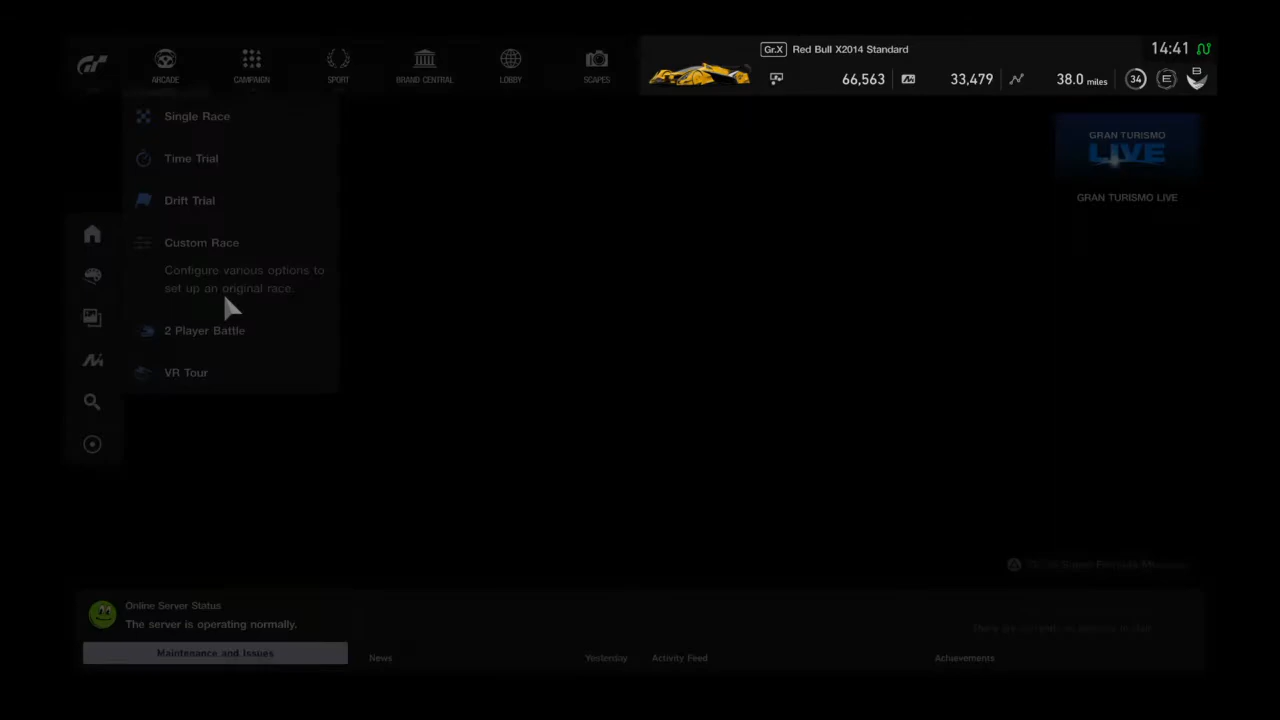 Gr.X Red Bull X2014 Standard
14:41
ARCADE
CAMPAIGN
SPORT
BRAND CENTRAL
LOBBY
SCAPES
66,563
33,479
38.0 miles
34
E
B
Single Race
Time Trial
Drift Trial
Custom Race
Configure various options to
set up an original race.
2 Player Battle
VR Tour
GRAN TURISMO
LIVE
GRAN TURISMO LIVE
Online Server Status
The server is operating normally.
Maintenance and Issues
News
Yesterday
Activity Feed
Achievements